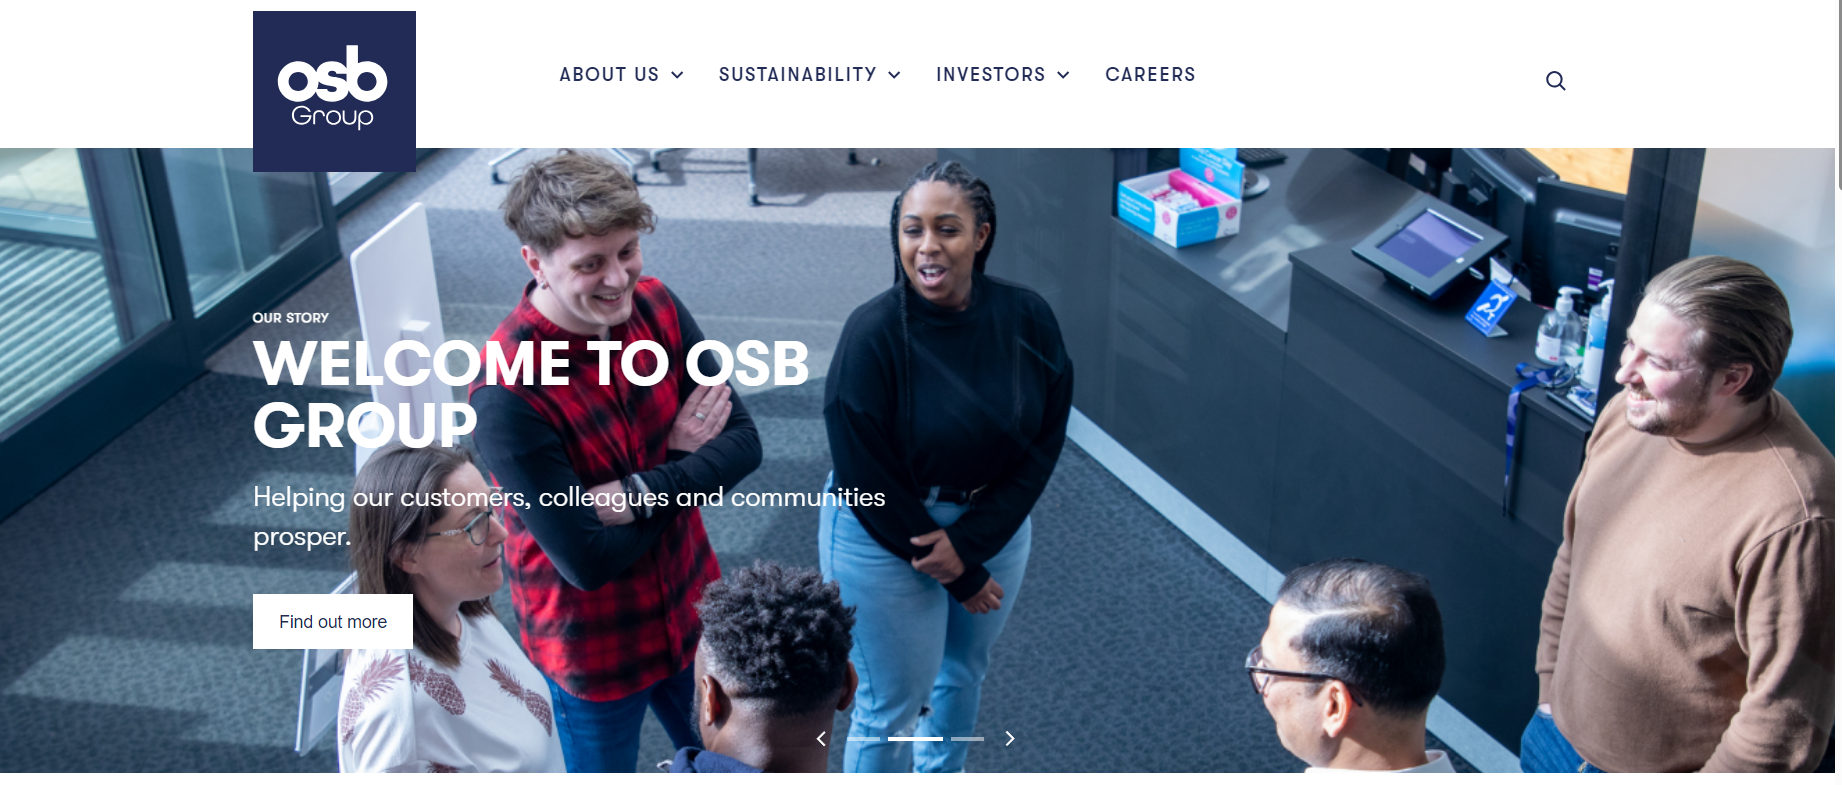 osb
Group
ABOUT US
SUSTAINABILITY
INVESTORS
CAREERS
OUR STORY
WELCOME TO OSB
GROUP
Helping our customers, colleagues and communities
prosper.
Find out more